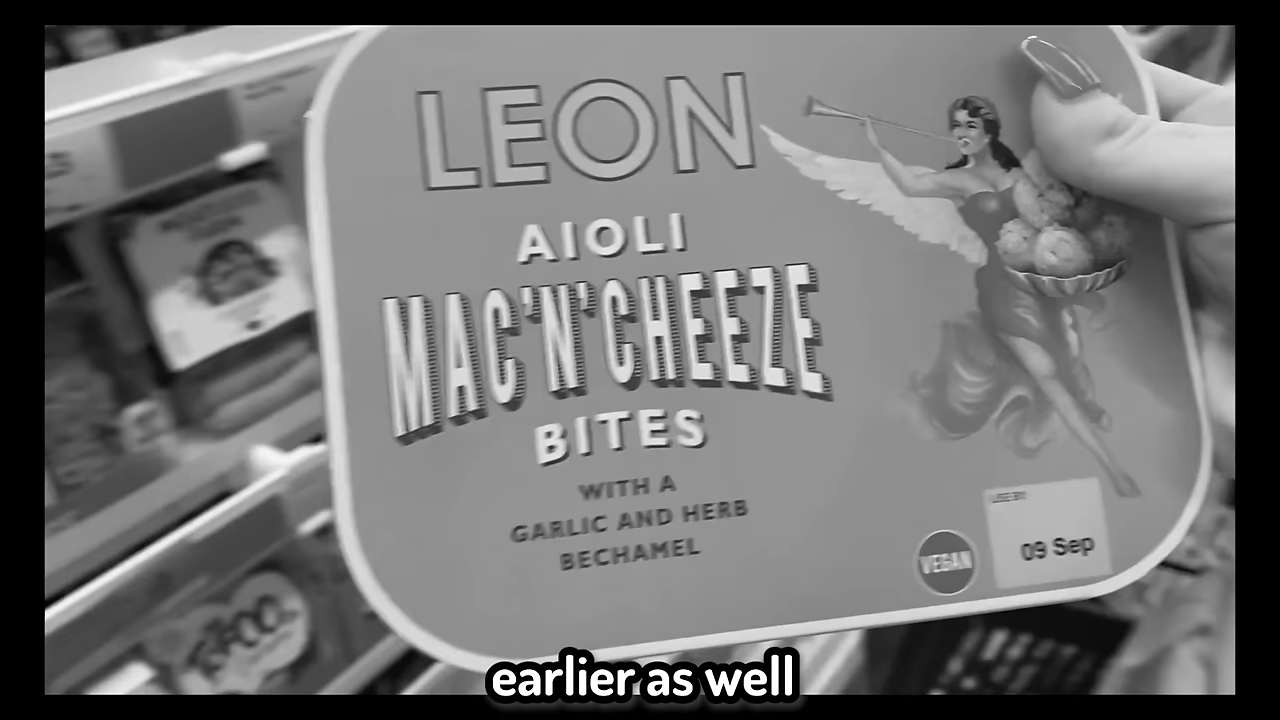 LEON
AIOLI
MAC'N'CHEEZE
BITES
WITH A
GARLIC AND HERB
BECHAMEL
VEGAN
USE BY
09 Sep
earlier as well